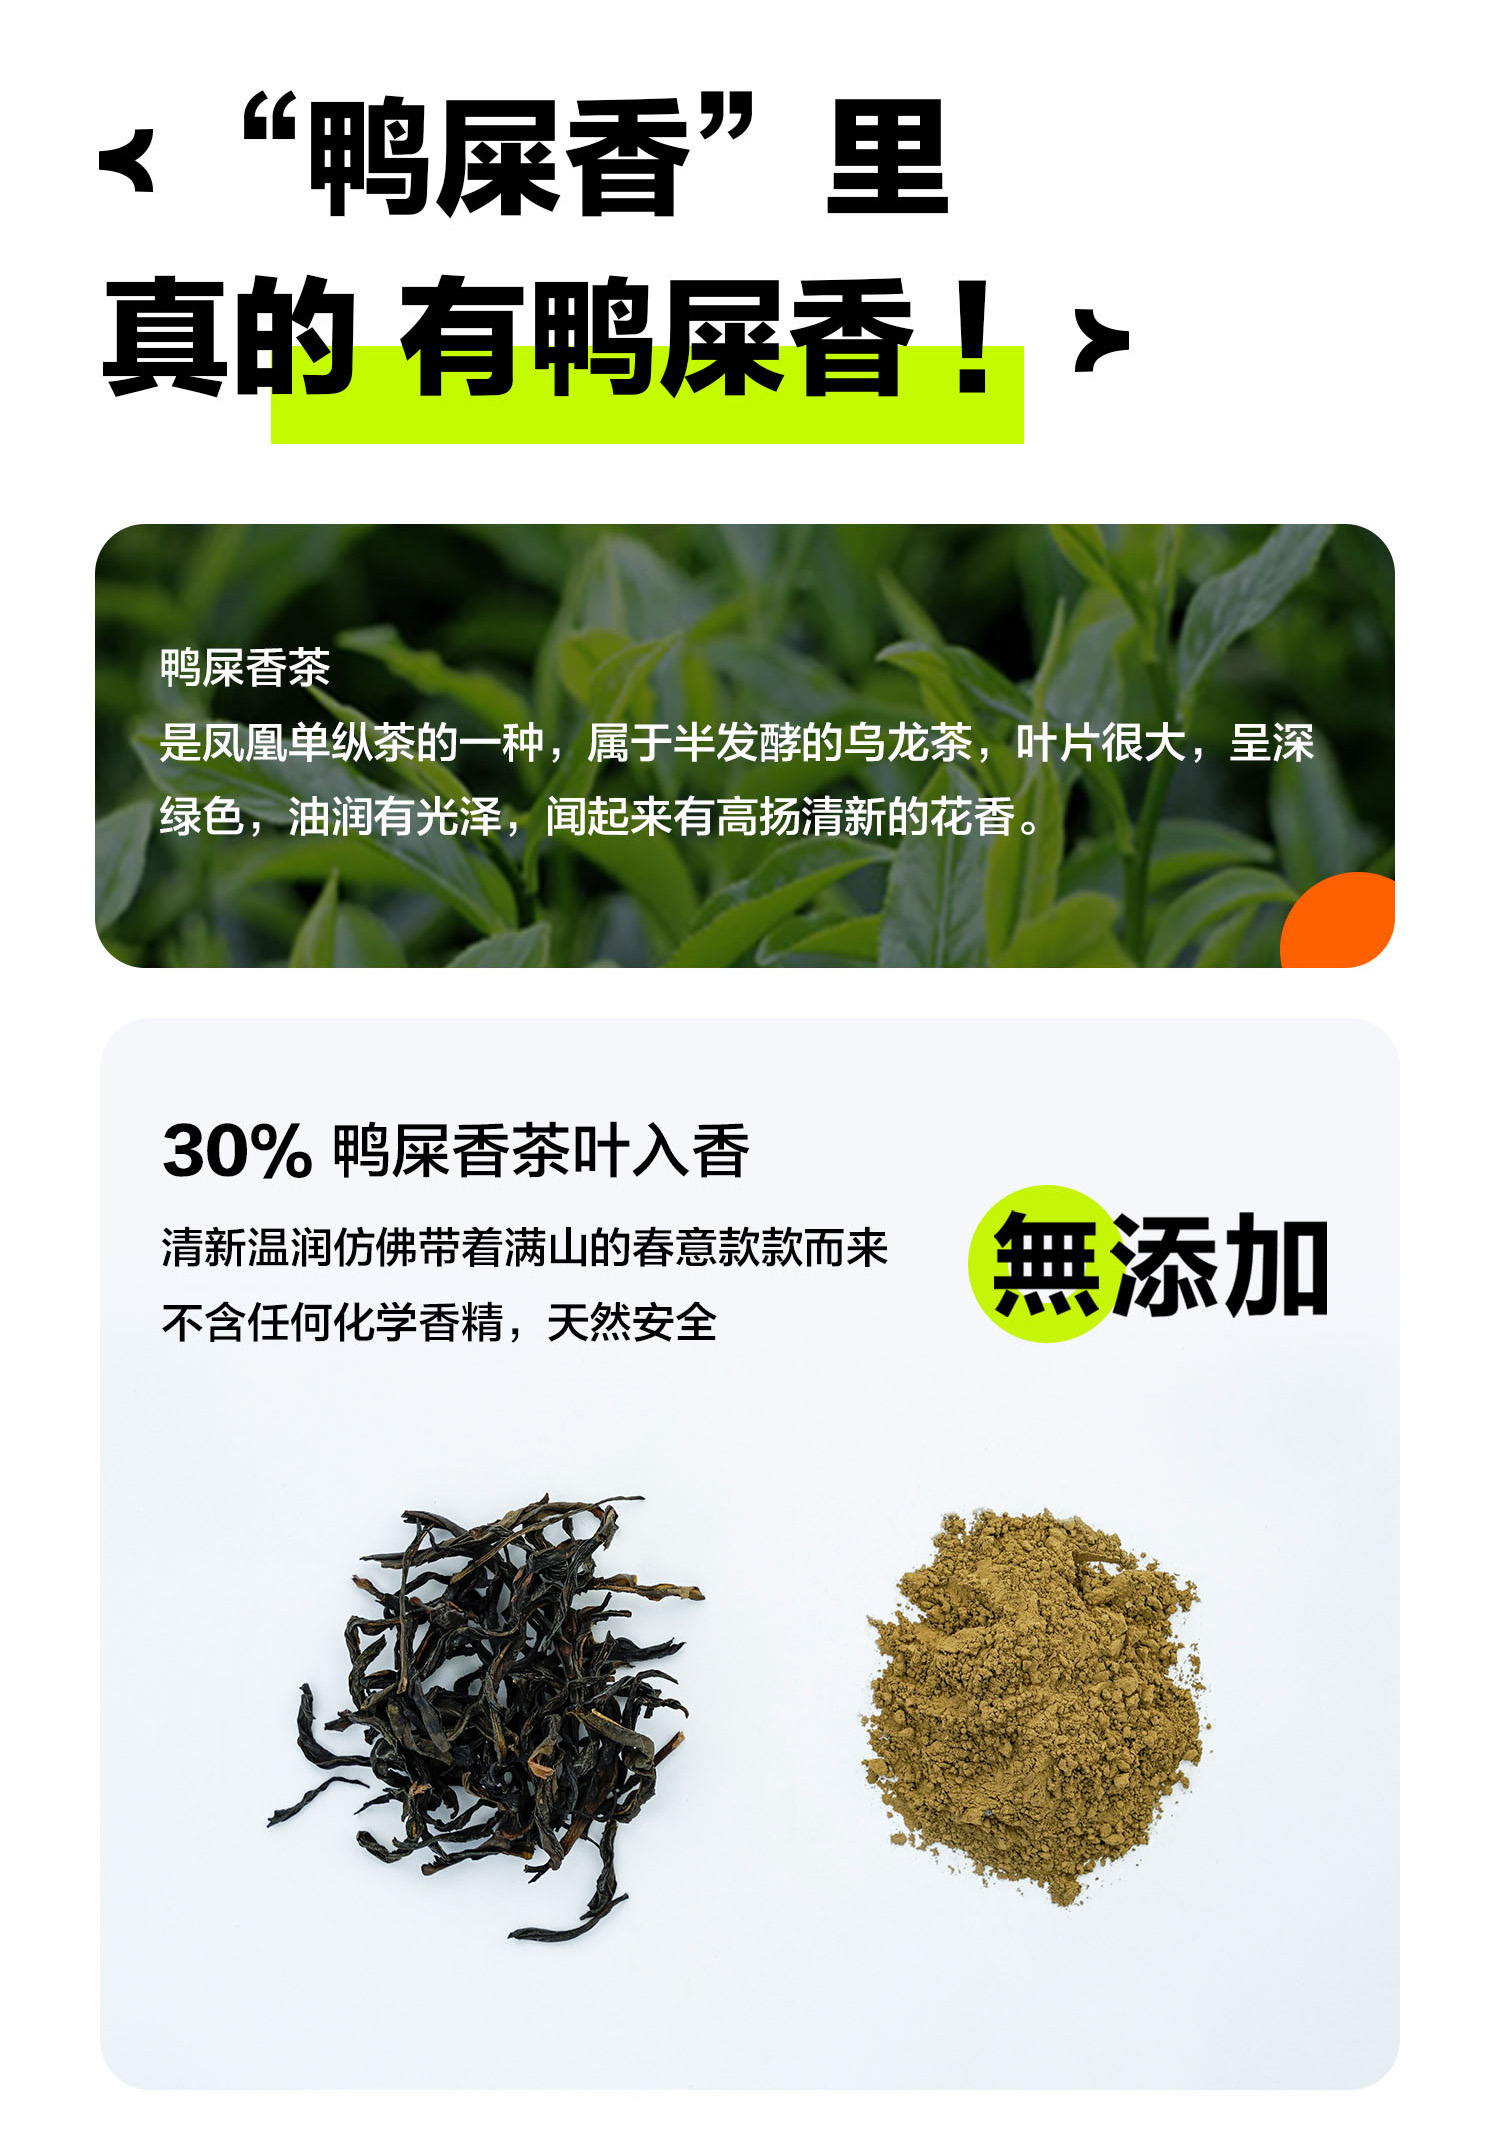 “鸭屎香”里
真的 有鸭屎香！
鸭屎香茶
是凤凰单纵茶的一种，属于半发酵的乌龙茶，叶片很大，呈深
绿色，油润有光泽，闻起来有高扬清新的花香。
30% 鸭屎香茶叶入香
清新温润仿佛带着满山的春意款款而来
不含任何化学香精，天然安全
無添加